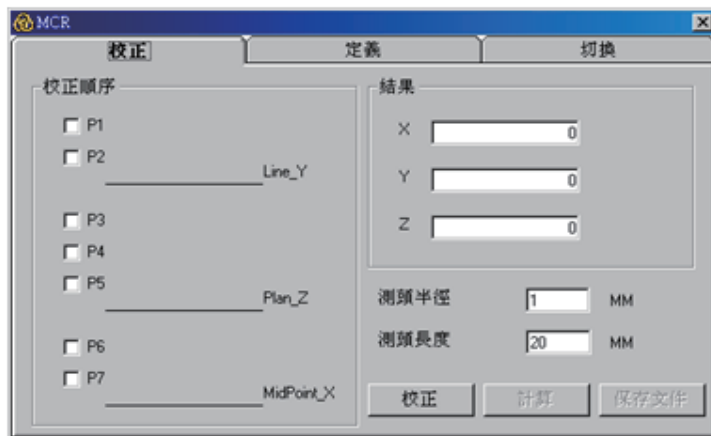 MCR
校正 定義 切換
校正順序
P1
P2
Line_Y
P3
P4
P5
Plan_Z
P6
P7
MidPoint_X
結果
X 0
Y 0
Z 0
測頭半徑 1 MM
測頭長度 20 MM
校正 計算 保存文件